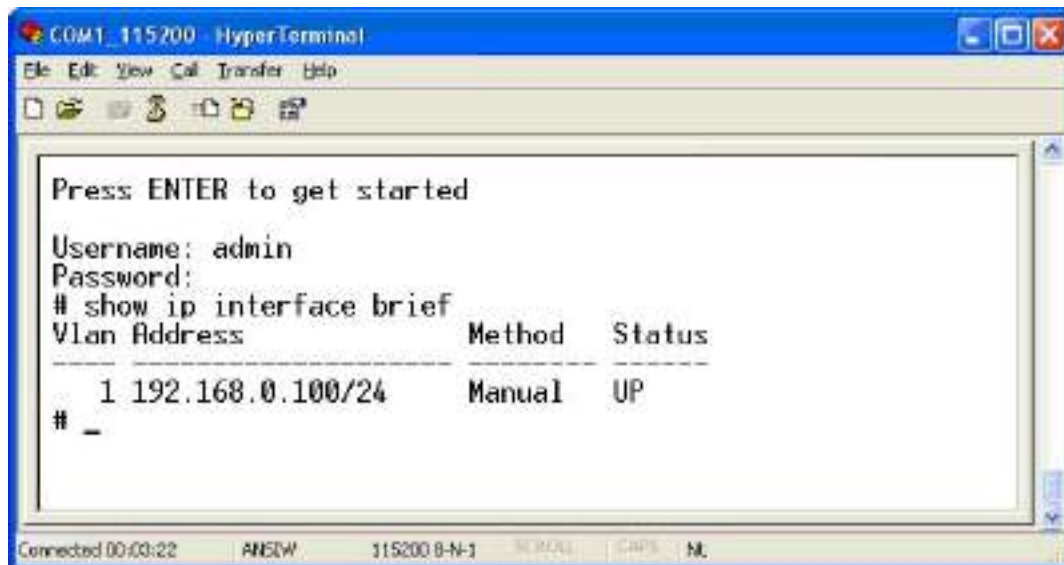 COM1_115200 - HyperTerminal
File Edit View Call Transfer Help
Press ENTER to get started
Username: admin
Password:
# show ip interface brief
Vlan Address Method Status
---- -------------------- -------- ------
1 192.168.0.100/24 Manual UP
# _
Connected 00:03:22 ANSIW 115200 8-N-1 SCROLL CAPS NL